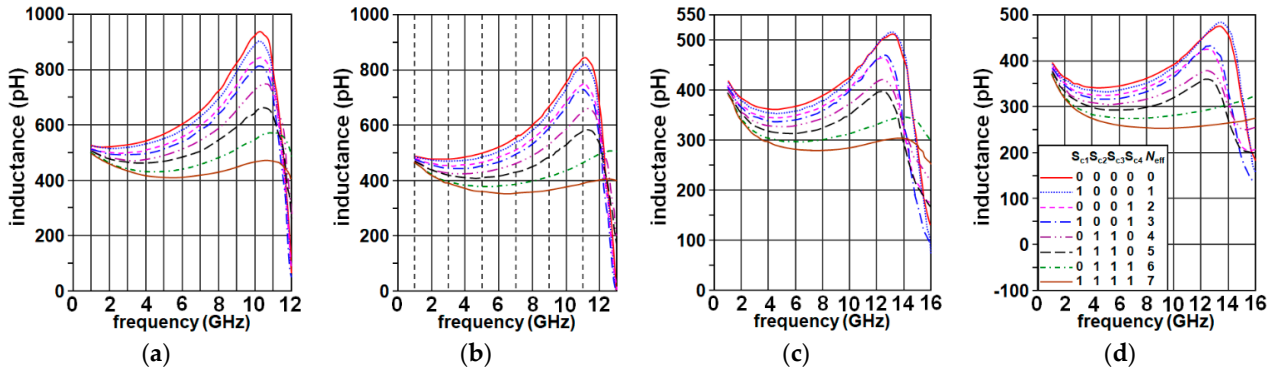 inductance (pH)
1000
800
600
400
200
0
0 2 4 6 8 10 12
frequency (GHz)
(a)
inductance (pH)
1000
800
600
400
200
0
0 2 4 6 8 10 12
frequency (GHz)
(b)
inductance (pH)
550
500
400
300
200
100
0
0 2 4 6 8 10 12 14 16
frequency (GHz)
(c)
inductance (pH)
500
400
300
200
100
0
-100
Sc1 Sc2 Sc3 Sc4 Neff
0 0 0 0 0
1 0 0 0 1
0 0 0 1 2
1 0 0 1 3
0 1 1 0 4
1 1 1 0 5
0 1 1 1 6
1 1 1 1 7
0 2 4 6 8 10 12 14 16
frequency (GHz)
(d)